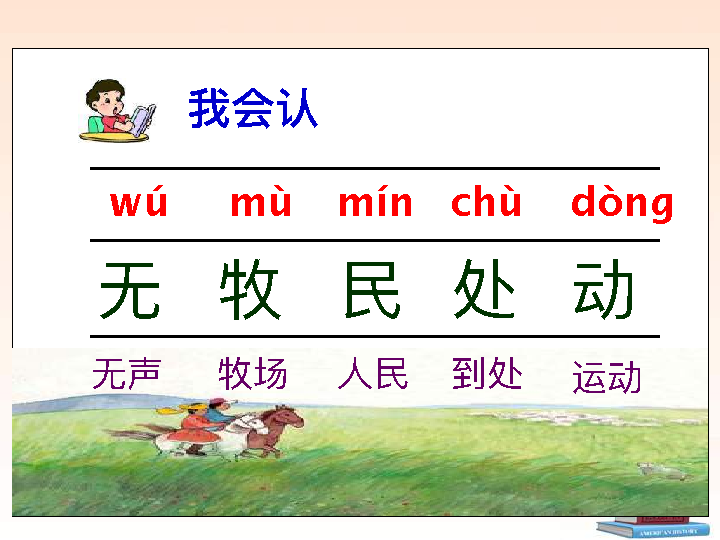 我会认
wú mù mín chù dòng
无 牧 民 处 动
无声 牧场 人民 到处 运动
AMERICAN HISTORY